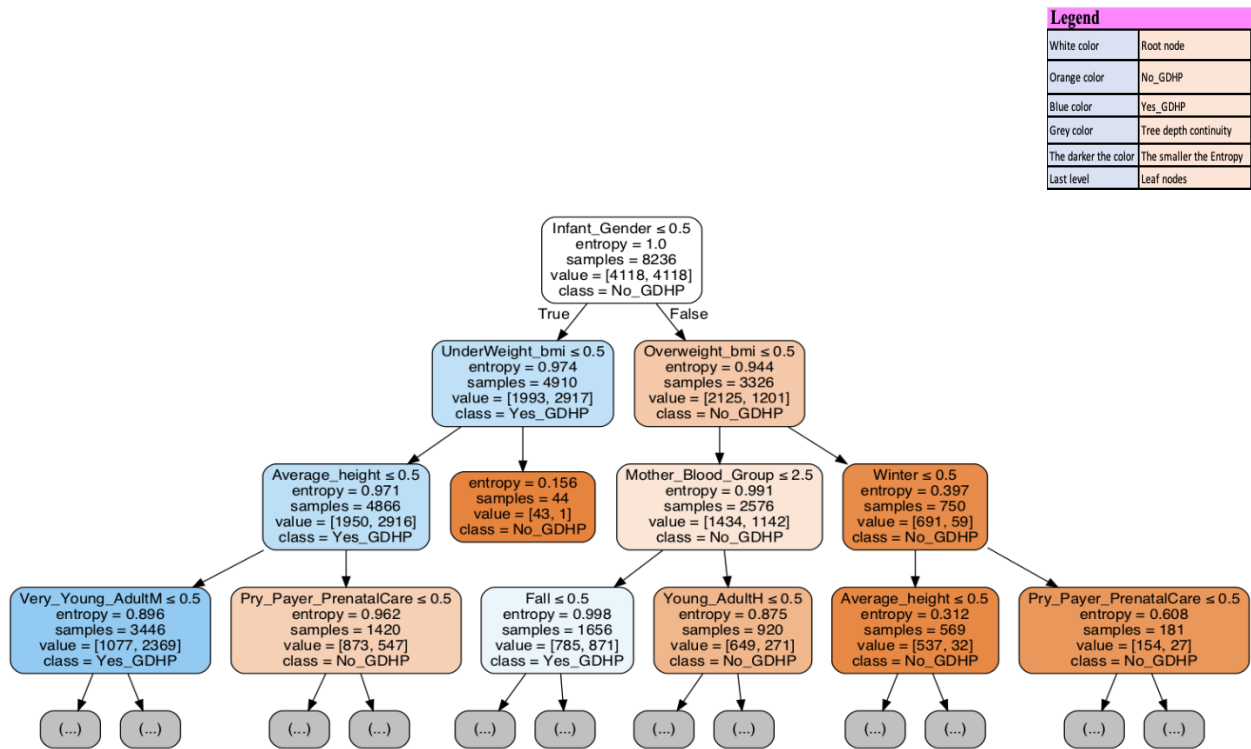 Legend
White color Root node
Orange color No_GDHP
Blue color Yes_GDHP
Grey color Tree depth continuity
The darker the color The smaller the Entropy
Last level Leaf nodes
Infant_Gender ≤ 0.5
entropy = 1.0
samples = 8236
value = [4118, 4118]
class = No_GDHP
True
False
UnderWeight_bmi ≤ 0.5
entropy = 0.974
samples = 4910
value = [1993, 2917]
class = Yes_GDHP
Overweight_bmi ≤ 0.5
entropy = 0.944
samples = 3326
value = [2125, 1201]
class = No_GDHP
Average_height ≤ 0.5
entropy = 0.971
samples = 4866
value = [1950, 2916]
class = Yes_GDHP
entropy = 0.156
samples = 44
value = [43, 1]
class = No_GDHP
Mother_Blood_Group ≤ 2.5
entropy = 0.991
samples = 2576
value = [1434, 1142]
class = No_GDHP
Winter ≤ 0.5
entropy = 0.397
samples = 750
value = [691, 59]
class = No_GDHP
Very_Young_AdultM ≤ 0.5
entropy = 0.896
samples = 3446
value = [1077, 2369]
class = Yes_GDHP
Pry_Payer_PrenatalCare ≤ 0.5
entropy = 0.962
samples = 1420
value = [873, 547]
class = No_GDHP
Fall ≤ 0.5
entropy = 0.998
samples = 1656
value = [785, 871]
class = Yes_GDHP
Young_AdultH ≤ 0.5
entropy = 0.875
samples = 920
value = [649, 271]
class = No_GDHP
Average_height ≤ 0.5
entropy = 0.312
samples = 569
value = [537, 32]
class = No_GDHP
Pry_Payer_PrenatalCare ≤ 0.5
entropy = 0.608
samples = 181
value = [154, 27]
class = No_GDHP
(...)
(...)
(...)
(...)
(...)
(...)
(...)
(...)
(...)
(...)
(...)
(...)